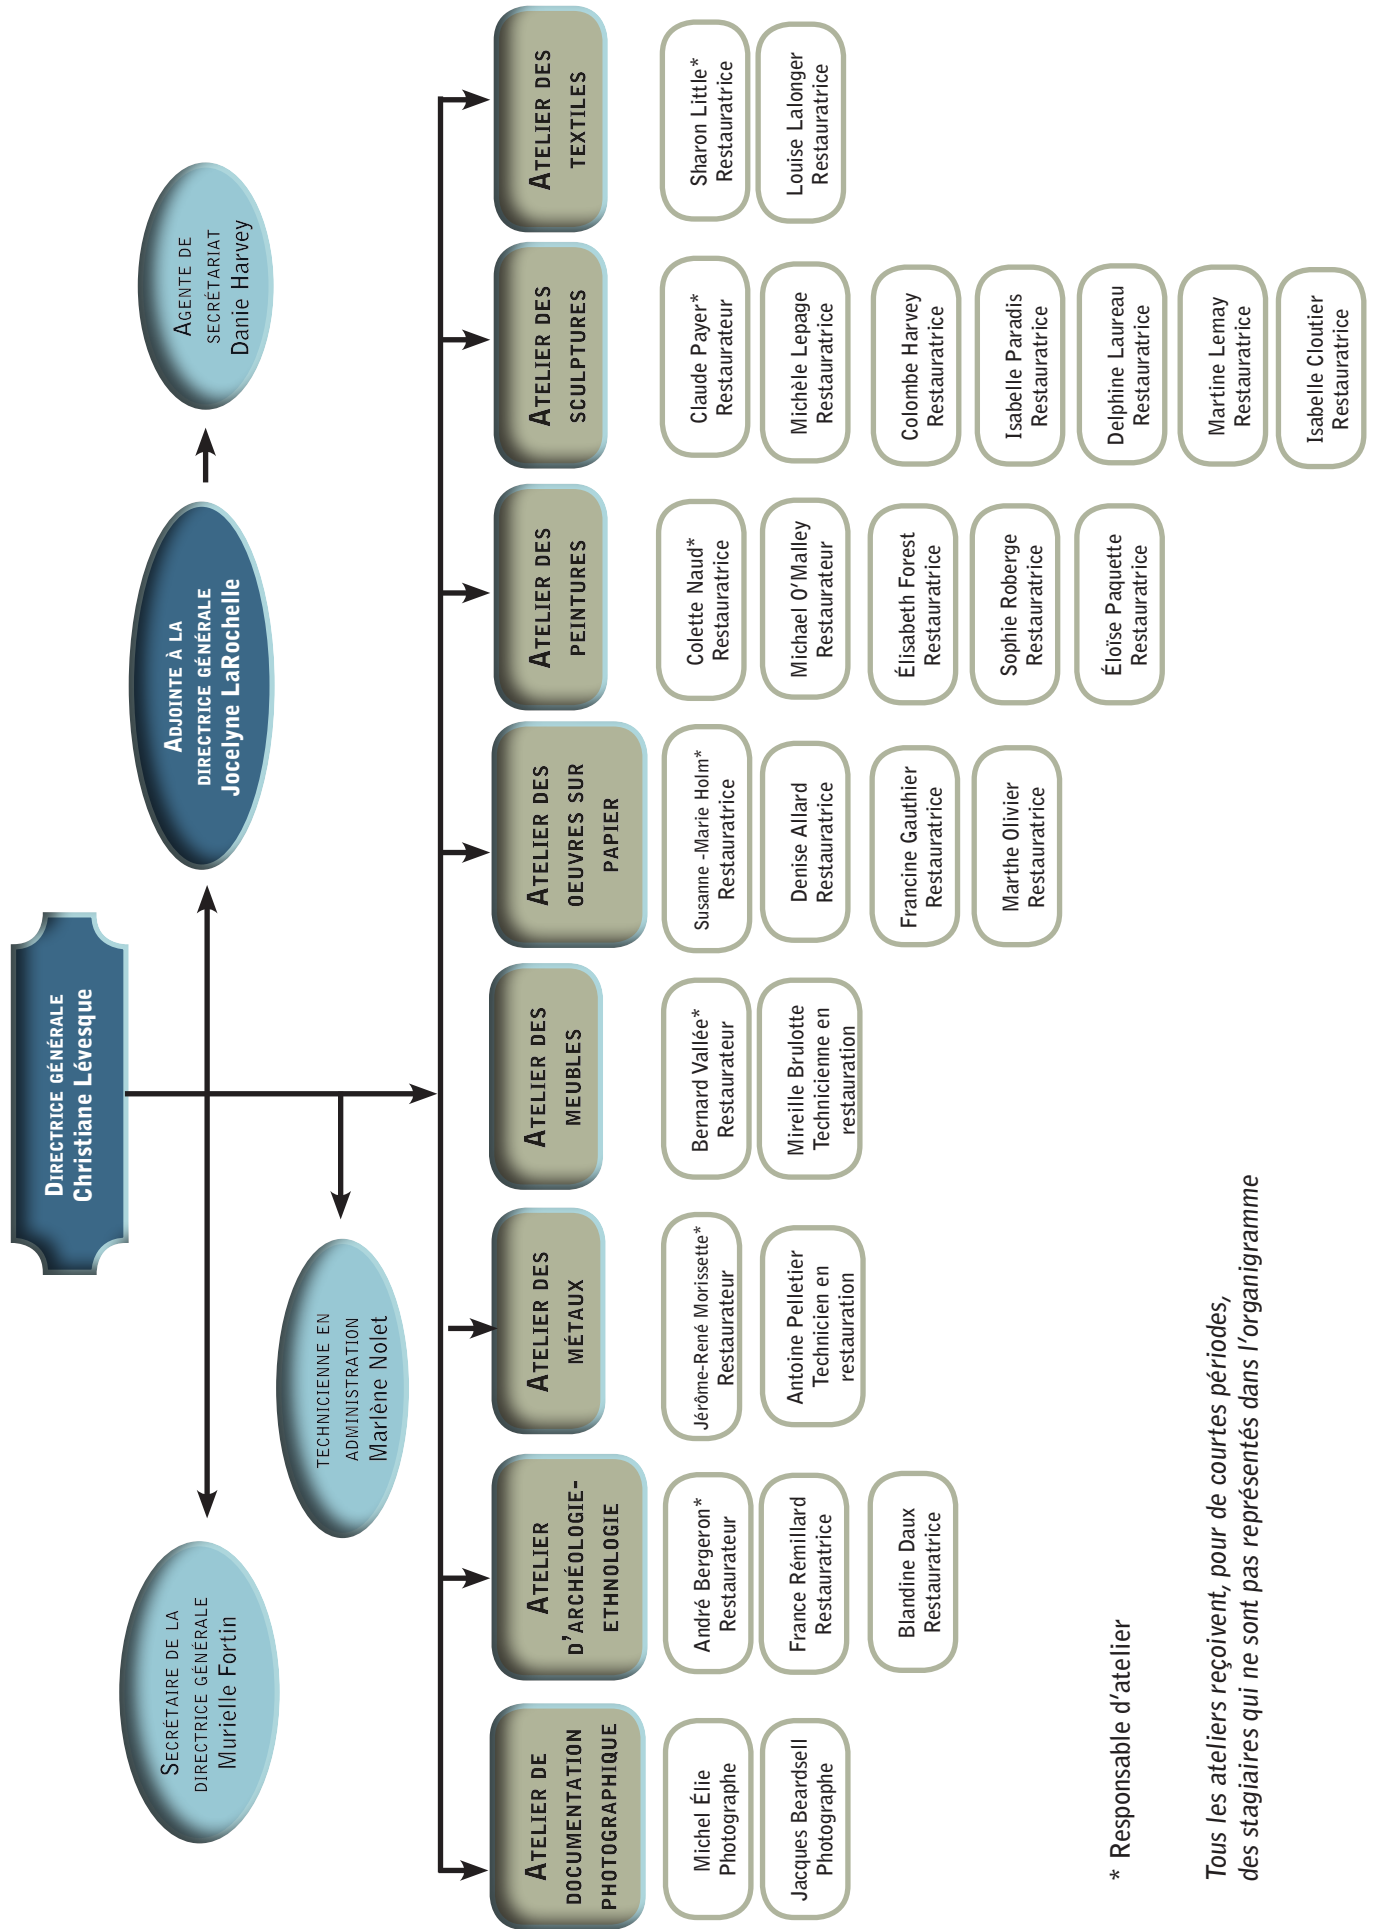 DIRECTRICE GÉNÉRALE
Christiane Lévesque
SECRÉTAIRE DE LA
DIRECTRICE GÉNÉRALE
Murielle Fortin
ADJOINTE À LA
DIRECTRICE GÉNÉRALE
Jocelyne LaRochelle
AGENTE DE
SECRÉTARIAT
Danie Harvey
TECHNICIENNE EN
ADMINISTRATION
Marlène Nolet
ATELIER DE
DOCUMENTATION
PHOTOGRAPHIQUE
Michel Élie
Photographe
Jacques Beardsell
Photographe
ATELIER
D'ARCHÉOLOGIE-
ETHNOLOGIE
André Bergeron*
Restaurateur
France Rémillard
Restauratrice
Blandine Daux
Restauratrice
ATELIER DES
MÉTAUX
Jérôme-René Morissette*
Restaurateur
Antoine Pelletier
Technicien en
restauration
ATELIER DES
MEUBLES
Bernard Vallée*
Restaurateur
Mireille Brulotte
Technicienne en
restauration
ATELIER DES
OEUVRES SUR
PAPIER
Susanne -Marie Holm*
Restauratrice
Denise Allard
Restauratrice
Francine Gauthier
Restauratrice
Marthe Olivier
Restauratrice
ATELIER DES
PEINTURES
Colette Naud*
Restauratrice
Michael O'Malley
Restaurateur
Élisabeth Forest
Restauratrice
Sophie Roberge
Restauratrice
Éloïse Paquette
Restauratrice
ATELIER DES
SCULPTURES
Claude Payer*
Restaurateur
Michèle Lepage
Restauratrice
Colombe Harvey
Restauratrice
Isabelle Paradis
Restauratrice
Delphine Laureau
Restauratrice
Martine Lemay
Restauratrice
Isabelle Cloutier
Restauratrice
ATELIER DES
TEXTILES
Sharon Little*
Restauratrice
Louise Lalonger
Restauratrice
* Responsable d'atelier
Tous les ateliers reçoivent, pour de courtes périodes,
des stagiaires qui ne sont pas représentés dans l'organigramme